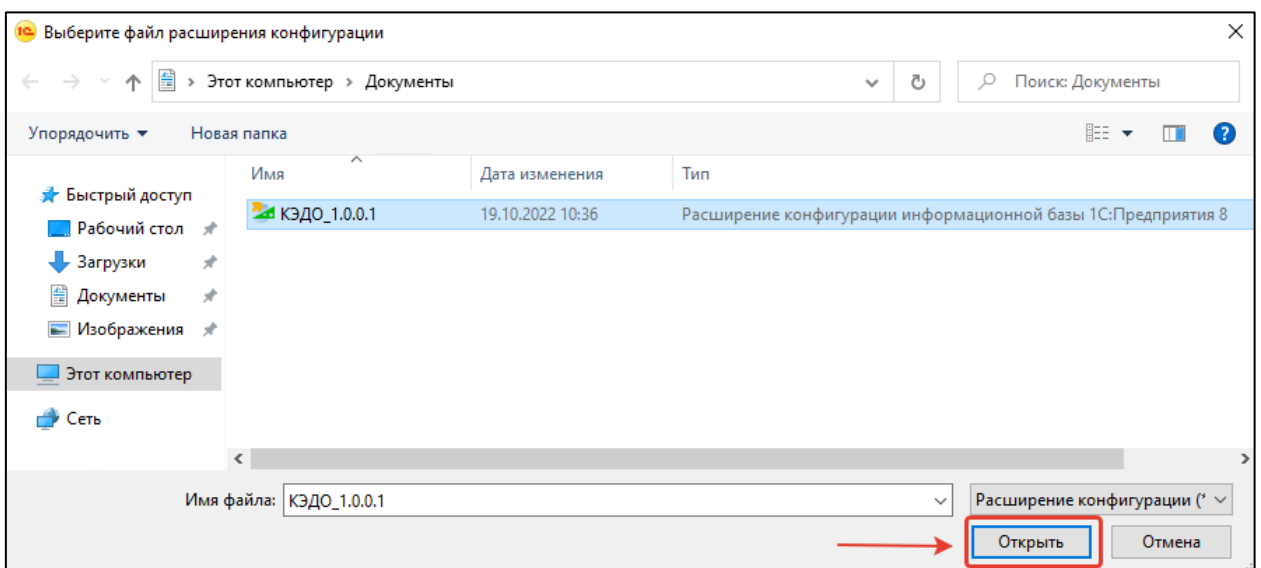 1С Выберите файл расширения конфигурации
Этот компьютер > Документы
Поиск: Документы
Упорядочить Новая папка
?
Имя Дата изменения Тип
КЭДО_1.0.0.1 19.10.2022 10:36 Расширение конфигурации информационной базы 1С:Предприятия 8
Быстрый доступ
Рабочий стол
Загрузки
Документы
Изображения
Этот компьютер
Сеть
Имя файла: КЭДО_1.0.0.1 Расширение конфигурации (*
Открыть Отмена